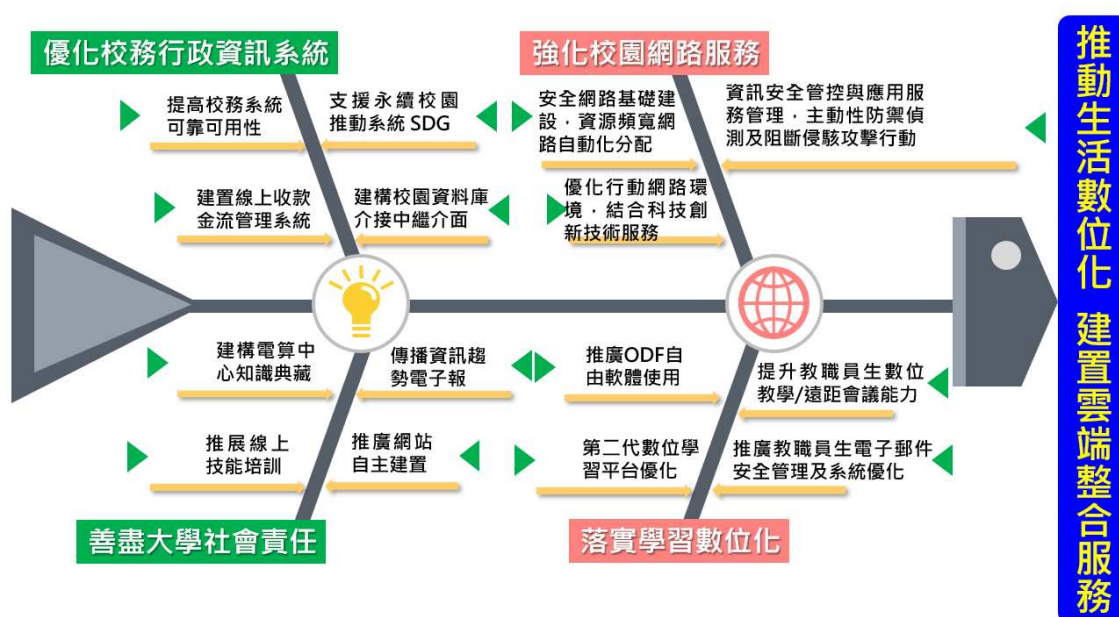 優化校務行政資訊系統
提高校務系統
可靠可用性
支援永續校園
推動系統 SDG
建置線上收款
金流管理系統
建構校園資料庫
介接中繼介面
強化校園網路服務
安全網路基礎建
設，資源頻寬網
路自動化分配
資訊安全管控與應用服
務管理，主動性防禦偵
測及阻斷侵駭攻擊行動
優化行動網路環
境，結合科技創
新技術服務
建構電算中
心知識典藏
傳播資訊趨
勢電子報
推展線上
技能培訓
推廣網站
自主建置
善盡大學社會責任
推廣ODF自
由軟體使用
提升教職員生數位
教學/遠距會議能力
第二代數位學
習平台優化
推廣教職員生電子郵件
安全管理及系統優化
落實學習數位化
推動生活數位化 建置雲端整合服務